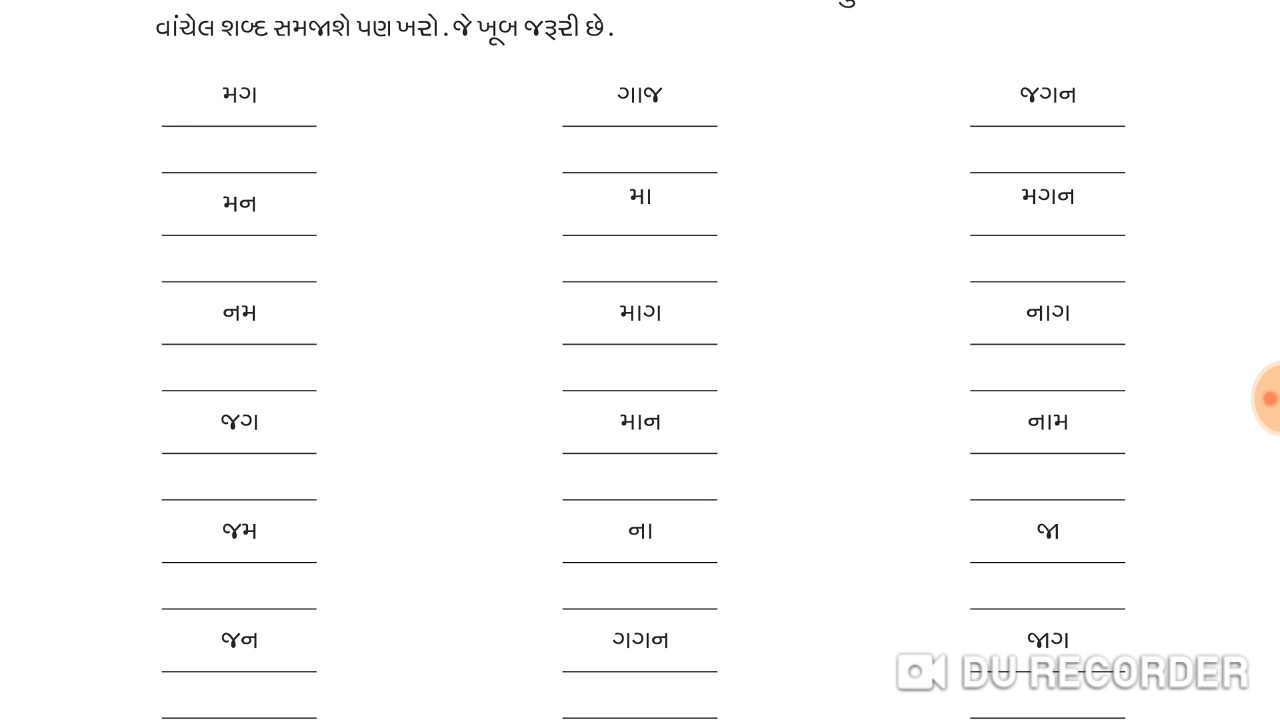 વાંચેલ શબ્દ સમજાશે પણ ખરો. જે ખૂબ જરૂરી છે.
મગ ગાજ જગન
મન મા મગન
નમ માગ નાગ
જગ માન નામ
જમ ના જા
જન ગગન જાગ
DU RECORDER